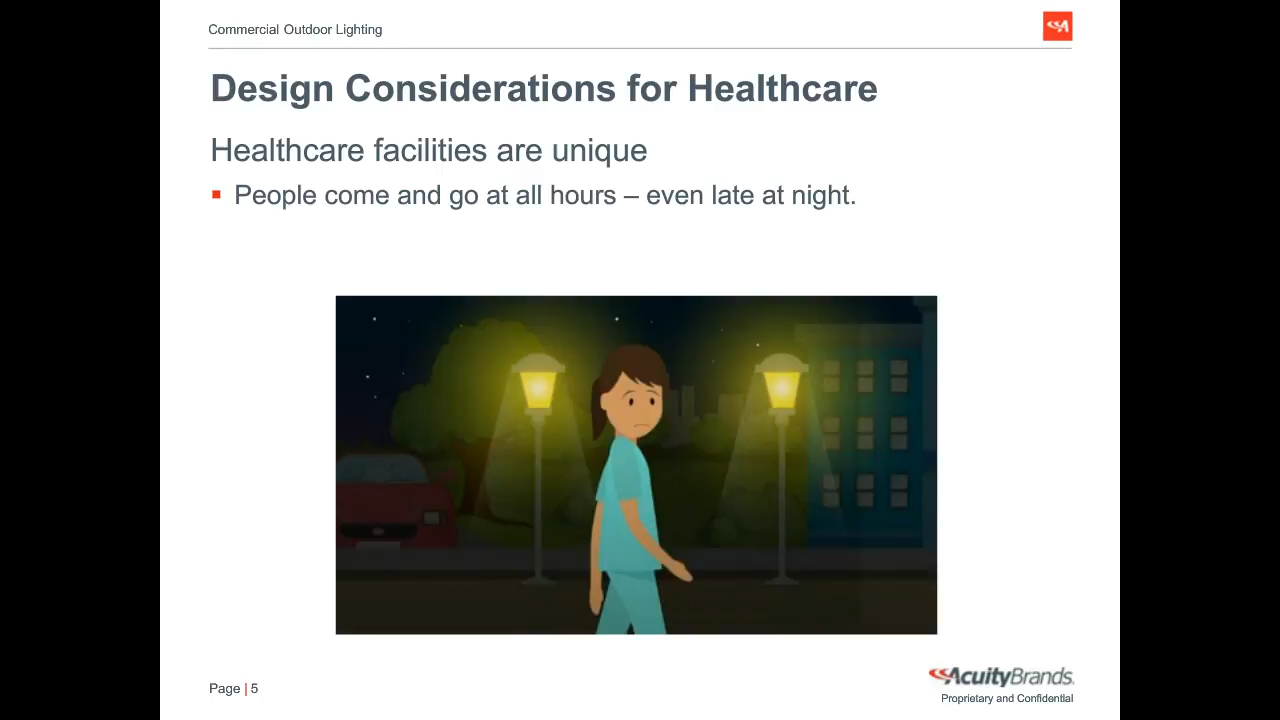 Commercial Outdoor Lighting
Design Considerations for Healthcare
Healthcare facilities are unique
People come and go at all hours – even late at night.
AcuityBrands.
Page | 5
Proprietary and Confidential